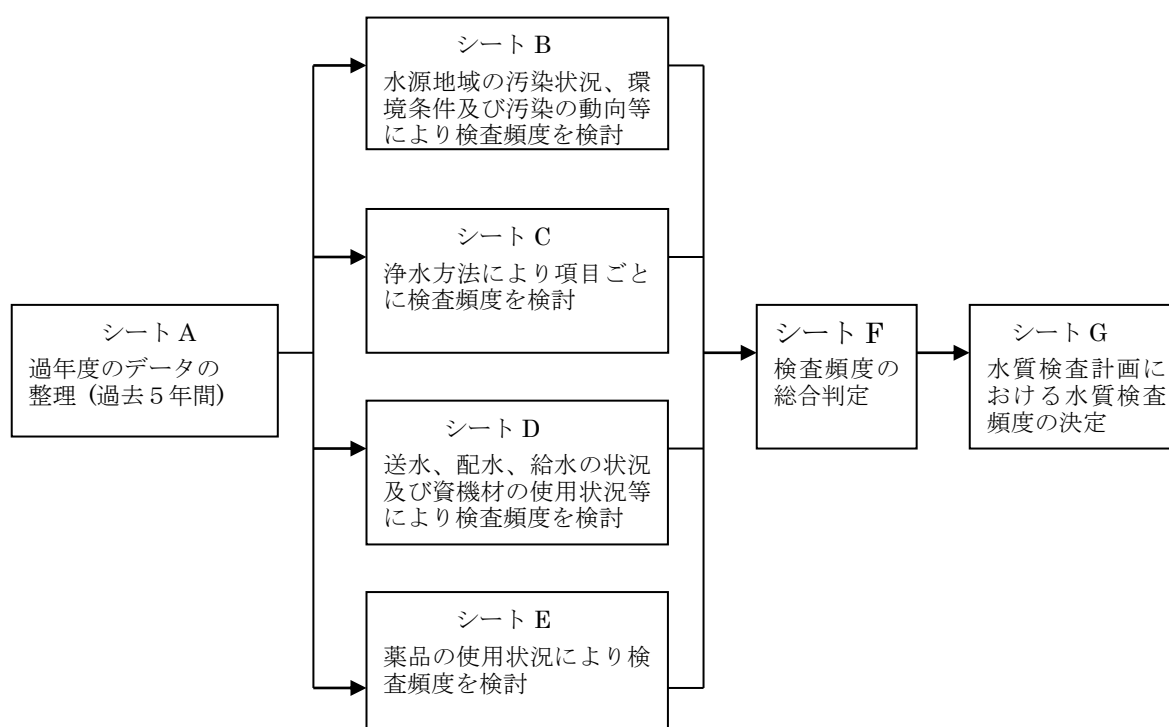 シート B
水源地域の汚染状況、環
境条件及び汚染の動向等
により検査頻度を検討
シート C
浄水方法により項目ごと
に検査頻度を検討
シート A
過年度のデータの
整理 (過去５年間)
シート D
送水、配水、給水の状況
及び資機材の使用状況等
により検査頻度を検討
シート E
薬品の使用状況により検
査頻度を検討
シート F
検査頻度の
総合判定
シート G
水質検査計画に
おける水質検査
頻度の決定